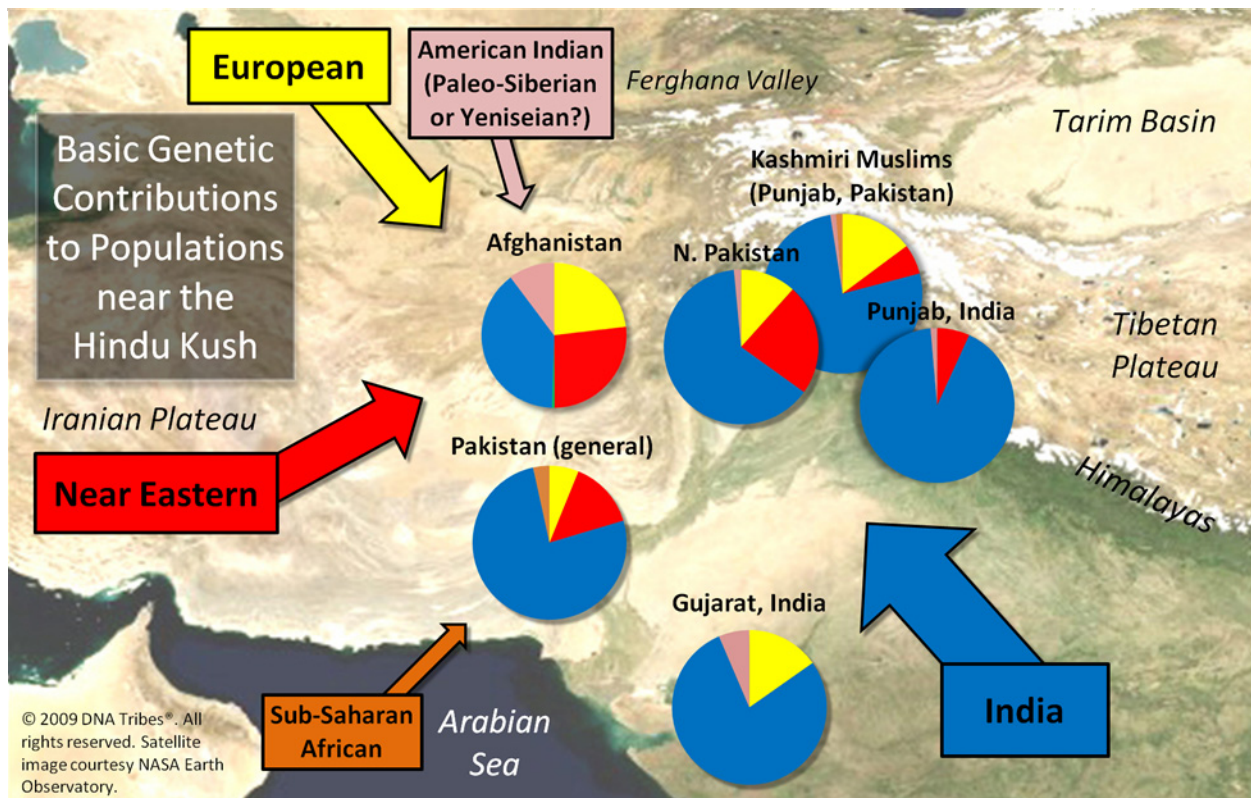 European
American Indian
(Paleo-Siberian
or Yeniseian?)
Ferghana Valley
Tarim Basin
Basic Genetic
Contributions
to Populations
near the
Hindu Kush
Kashmiri Muslims
(Punjab, Pakistan)
Afghanistan
N. Pakistan
Punjab, India
Tibetan
Plateau
Iranian Plateau
Near Eastern
Pakistan (general)
Himalayas
Gujarat, India
India
Sub-Saharan
African
Arabian
Sea
© 2009 DNA Tribes®. All
rights reserved. Satellite
image courtesy NASA Earth
Observatory.